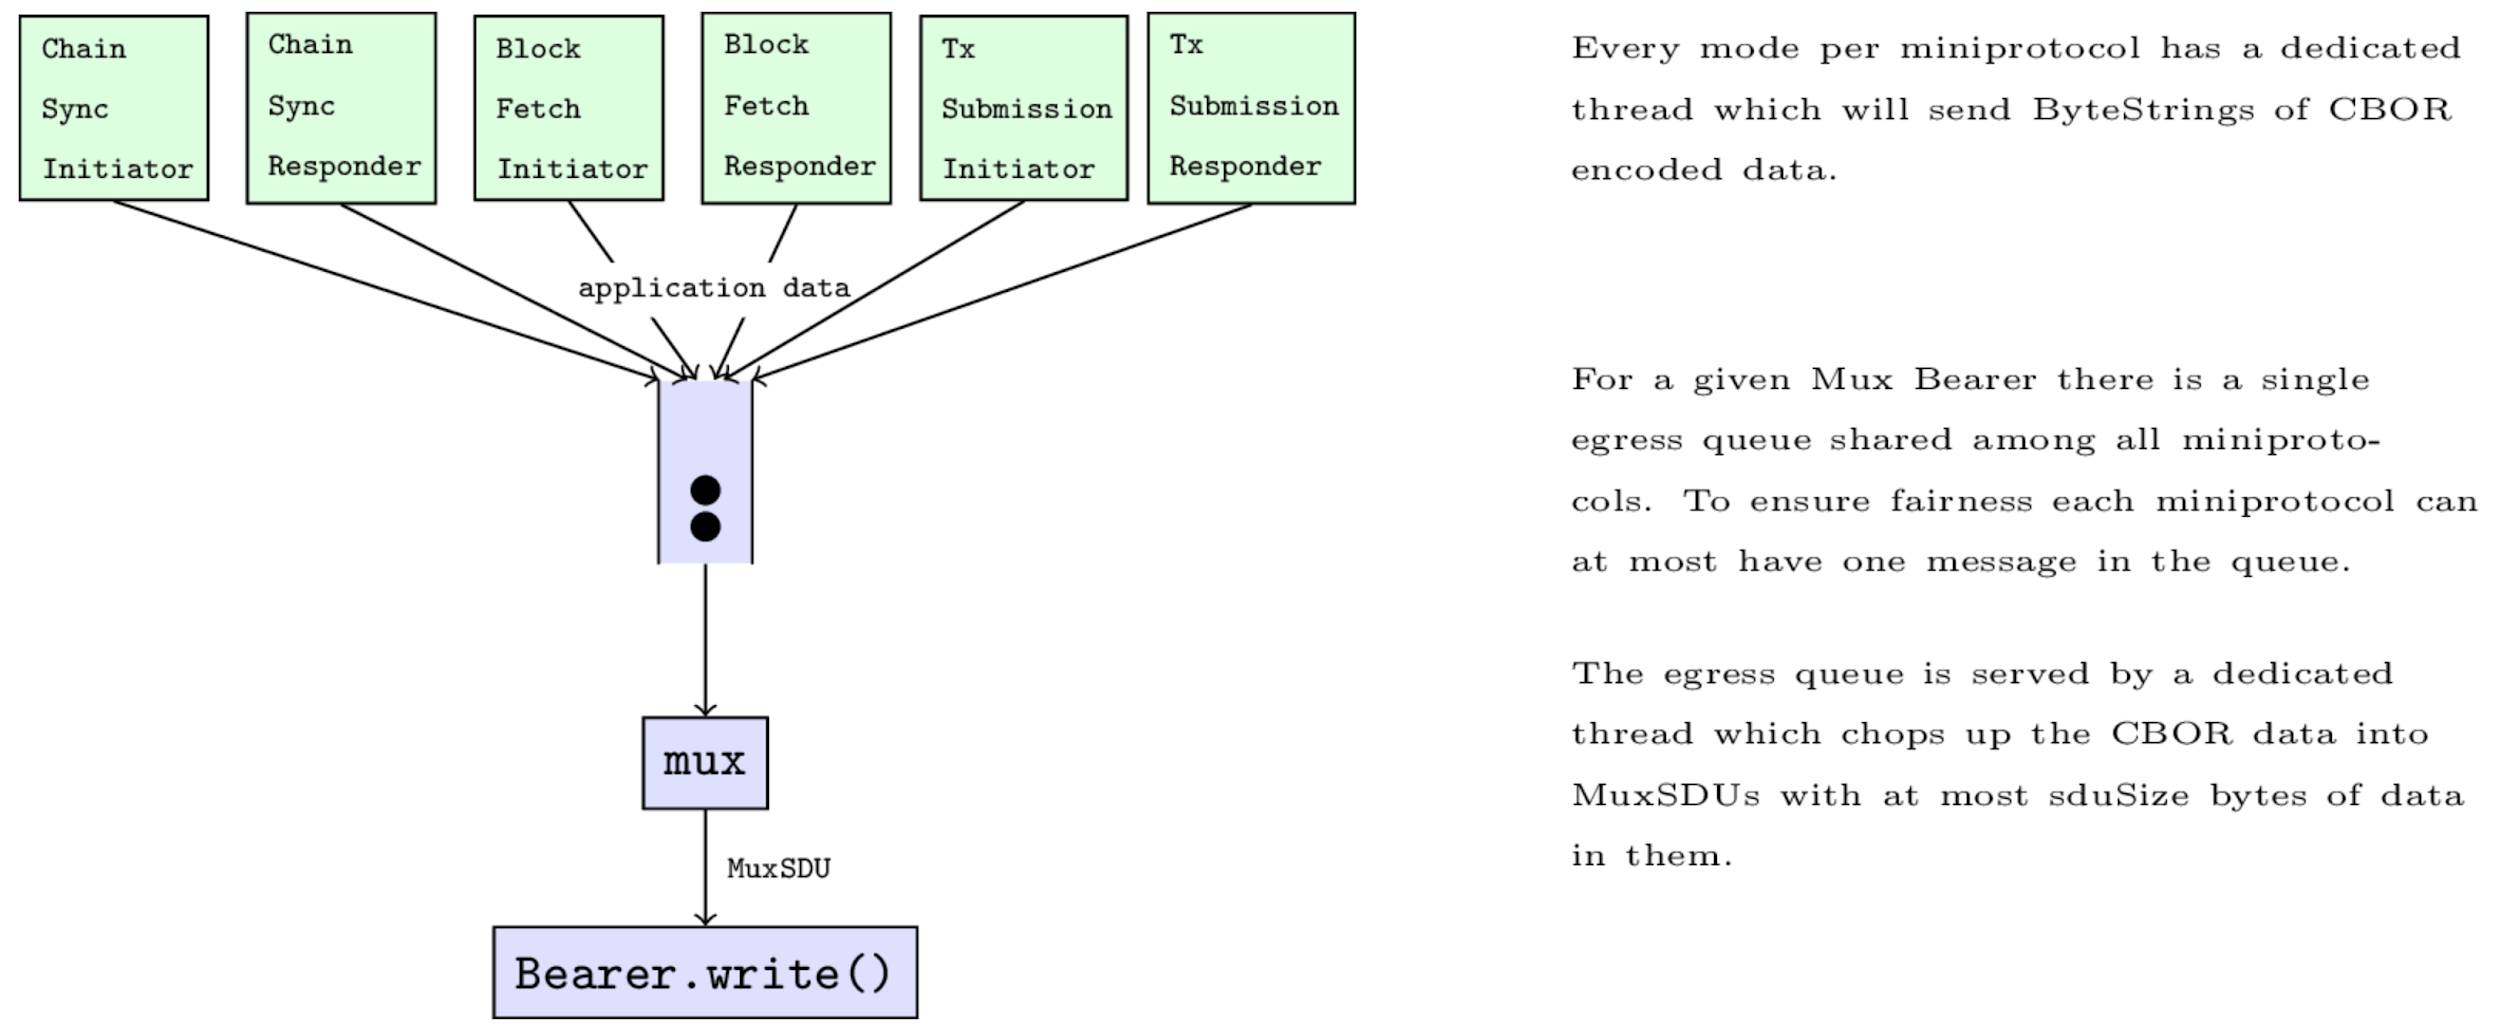 Chain
Sync
Initiator
Chain
Sync
Responder
Block
Fetch
Initiator
Block
Fetch
Responder
Tx
Submission
Initiator
Tx
Submission
Responder
application data
mux
MuxSDU
Bearer.write()
Every mode per miniprotocol has a dedicated
thread which will send ByteStrings of CBOR
encoded data.
For a given Mux Bearer there is a single
egress queue shared among all miniproto-
cols. To ensure fairness each miniprotocol can
at most have one message in the queue.
The egress queue is served by a dedicated
thread which chops up the CBOR data into
MuxSDUs with at most sduSize bytes of data
in them.